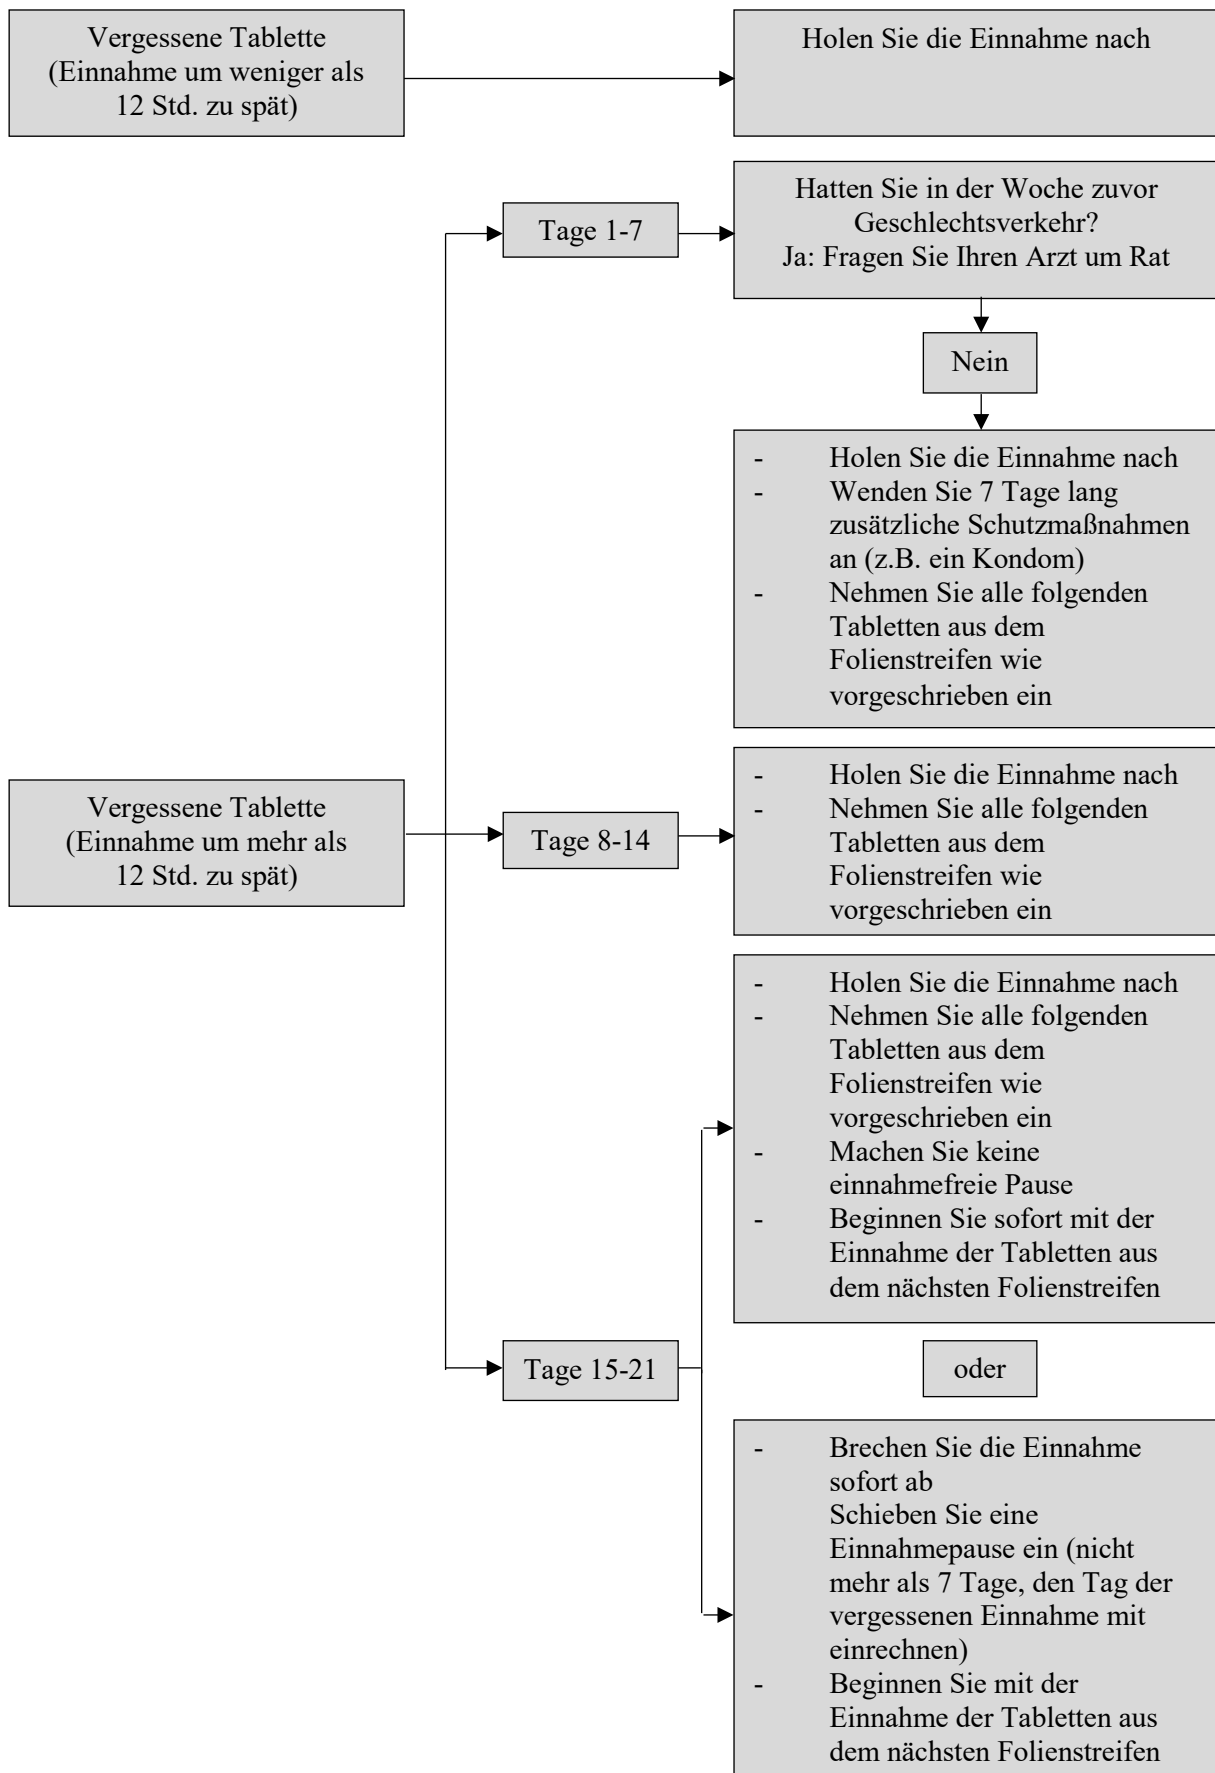 Vergessene Tablette
(Einnahme um weniger als
12 Std. zu spät)
Holen Sie die Einnahme nach
Tage 1-7
Hatten Sie in der Woche zuvor
Geschlechtsverkehr?
Ja: Fragen Sie Ihren Arzt um Rat
Nein
- Holen Sie die Einnahme nach
- Wenden Sie 7 Tage lang
zusätzliche Schutzmaßnahmen
an (z.B. ein Kondom)
- Nehmen Sie alle folgenden
Tabletten aus dem
Folienstreifen wie
vorgeschrieben ein
Vergessene Tablette
(Einnahme um mehr als
12 Std. zu spät)
Tage 8-14
- Holen Sie die Einnahme nach
- Nehmen Sie alle folgenden
Tabletten aus dem
Folienstreifen wie
vorgeschrieben ein
- Holen Sie die Einnahme nach
- Nehmen Sie alle folgenden
Tabletten aus dem
Folienstreifen wie
vorgeschrieben ein
- Machen Sie keine
einnahmefreie Pause
- Beginnen Sie sofort mit der
Einnahme der Tabletten aus
dem nächsten Folienstreifen
Tage 15-21
oder
- Brechen Sie die Einnahme
sofort ab
Schieben Sie eine
Einnahmepause ein (nicht
mehr als 7 Tage, den Tag der
vergessenen Einnahme mit
einrechnen)
- Beginnen Sie mit der
Einnahme der Tabletten aus
dem nächsten Folienstreifen